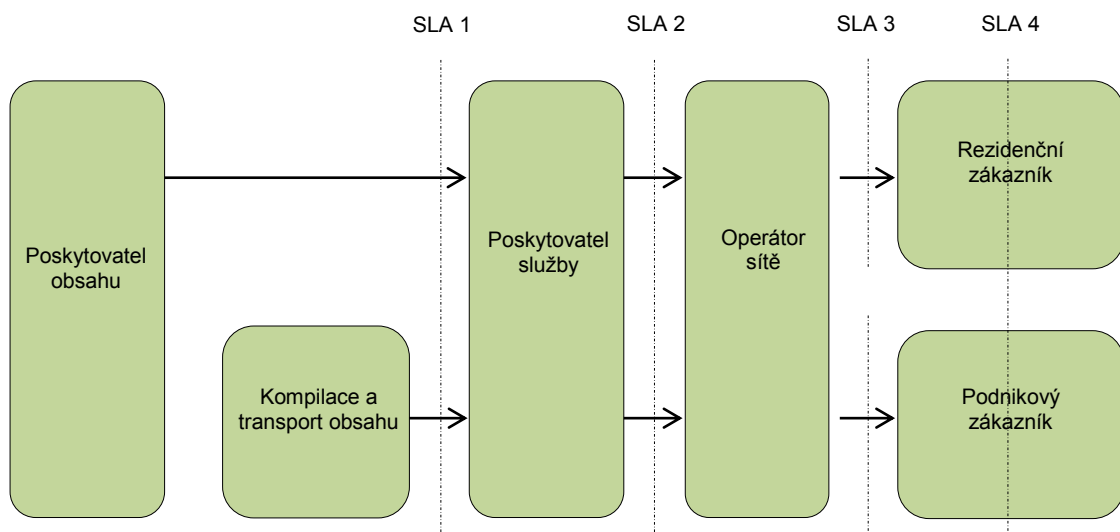 SLA 1
SLA 2
SLA 3
SLA 4
Poskytovatel
obsahu
Kompilace a
transport obsahu
Poskytovatel
služby
Operátor
sítě
Rezidenční
zákazník
Podnikový
zákazník